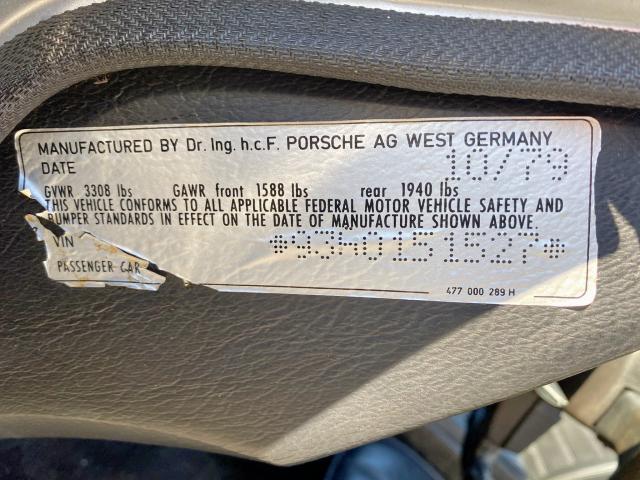 MANUFACTURED BY Dr. Ing. h.c.F. PORSCHE AG WEST GERMANY
DATE 10/79
GVWR 3308 lbs GAWR front 1588 lbs rear 1940 lbs
THIS VEHICLE CONFORMS TO ALL APPLICABLE FEDERAL MOTOR VEHICLE SAFETY AND
BUMPER STANDARDS IN EFFECT ON THE DATE OF MANUFACTURE SHOWN ABOVE.
VIN *93A0151527*
PASSENGER CAR
477 000 289 H